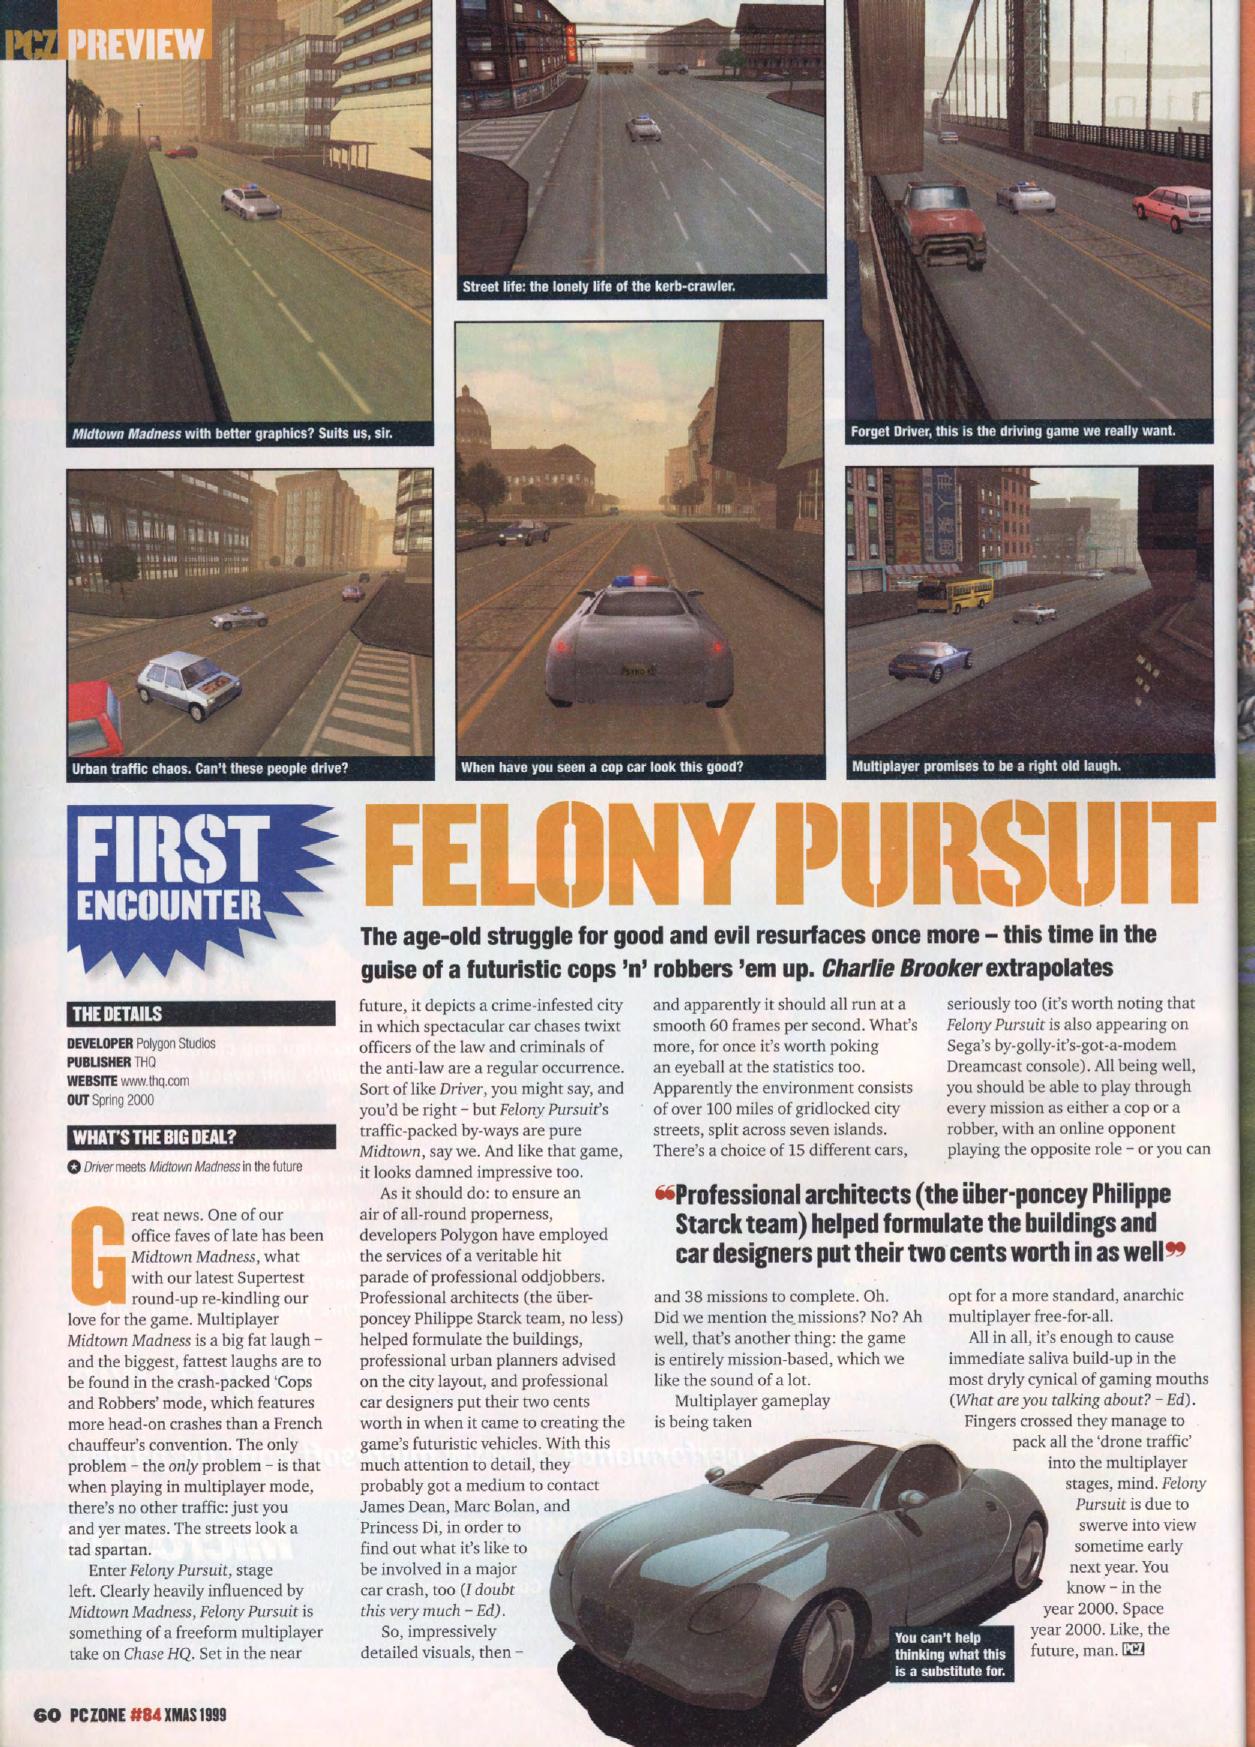 PCZ PREVIEW
Midtown Madness with better graphics? Suits us, sir.
Street life: the lonely life of the kerb-crawler.
Forget Driver, this is the driving game we really want.
Urban traffic chaos. Can't these people drive?
When have you seen a cop car look this good?
Multiplayer promises to be a right old laugh.
FIRST
ENCOUNTER
FELONY PURSUIT
The age-old struggle for good and evil resurfaces once more – this time in the
guise of a futuristic cops 'n' robbers 'em up. Charlie Brooker extrapolates
THE DETAILS
DEVELOPER Polygon Studios
PUBLISHER THQ
WEBSITE www.thq.com
OUT Spring 2000
WHAT'S THE BIG DEAL?
Driver meets Midtown Madness in the future
Great news. One of our
office faves of late has been
Midtown Madness, what
with our latest Supertest
round-up re-kindling our
love for the game. Multiplayer
Midtown Madness is a big fat laugh –
and the biggest, fattest laughs are to
be found in the crash-packed 'Cops
and Robbers' mode, which features
more head-on crashes than a French
chauffeur's convention. The only
problem – the only problem – is that
when playing in multiplayer mode,
there's no other traffic: just you
and yer mates. The streets look a
tad spartan.
Enter Felony Pursuit, stage
left. Clearly heavily influenced by
Midtown Madness, Felony Pursuit is
something of a freeform multiplayer
take on Chase HQ. Set in the near
future, it depicts a crime-infested city
in which spectacular car chases twixt
officers of the law and criminals of
the anti-law are a regular occurrence.
Sort of like Driver, you might say, and
you'd be right – but Felony Pursuit's
traffic-packed by-ways are pure
Midtown, say we. And like that game,
it looks damned impressive too.
As it should do: to ensure an
air of all-round properness,
developers Polygon have employed
the services of a veritable hit
parade of professional oddjobbers.
Professional architects (the über-
poncey Philippe Starck team, no less)
helped formulate the buildings,
professional urban planners advised
on the city layout, and professional
car designers put their two cents
worth in when it came to creating the
game's futuristic vehicles. With this
much attention to detail, they
probably got a medium to contact
James Dean, Marc Bolan, and
Princess Di, in order to
find out what it's like to
be involved in a major
car crash, too (I doubt
this very much – Ed).
So, impressively
detailed visuals, then –
and apparently it should all run at a
smooth 60 frames per second. What's
more, for once it's worth poking
an eyeball at the statistics too.
Apparently the environment consists
of over 100 miles of gridlocked city
streets, split across seven islands.
There's a choice of 15 different cars,
and 38 missions to complete. Oh.
Did we mention the missions? No? Ah
well, that's another thing: the game
is entirely mission-based, which we
like the sound of a lot.
Multiplayer gameplay
is being taken
seriously too (it's worth noting that
Felony Pursuit is also appearing on
Sega's by-golly-it's-got-a-modem
Dreamcast console). All being well,
you should be able to play through
every mission as either a cop or a
robber, with an online opponent
playing the opposite role – or you can
opt for a more standard, anarchic
multiplayer free-for-all.
All in all, it's enough to cause
immediate saliva build-up in the
most dryly cynical of gaming mouths
(What are you talking about? – Ed).
Fingers crossed they manage to
pack all the 'drone traffic'
into the multiplayer
stages, mind. Felony
Pursuit is due to
swerve into view
sometime early
next year. You
know – in the
year 2000. Space
year 2000. Like, the
future, man. PCZ
“Professional architects (the über-poncey Philippe
Starck team) helped formulate the buildings and
car designers put their two cents worth in as well”
You can't help
thinking what this
is a substitute for.
60 PC ZONE #84 XMAS 1999